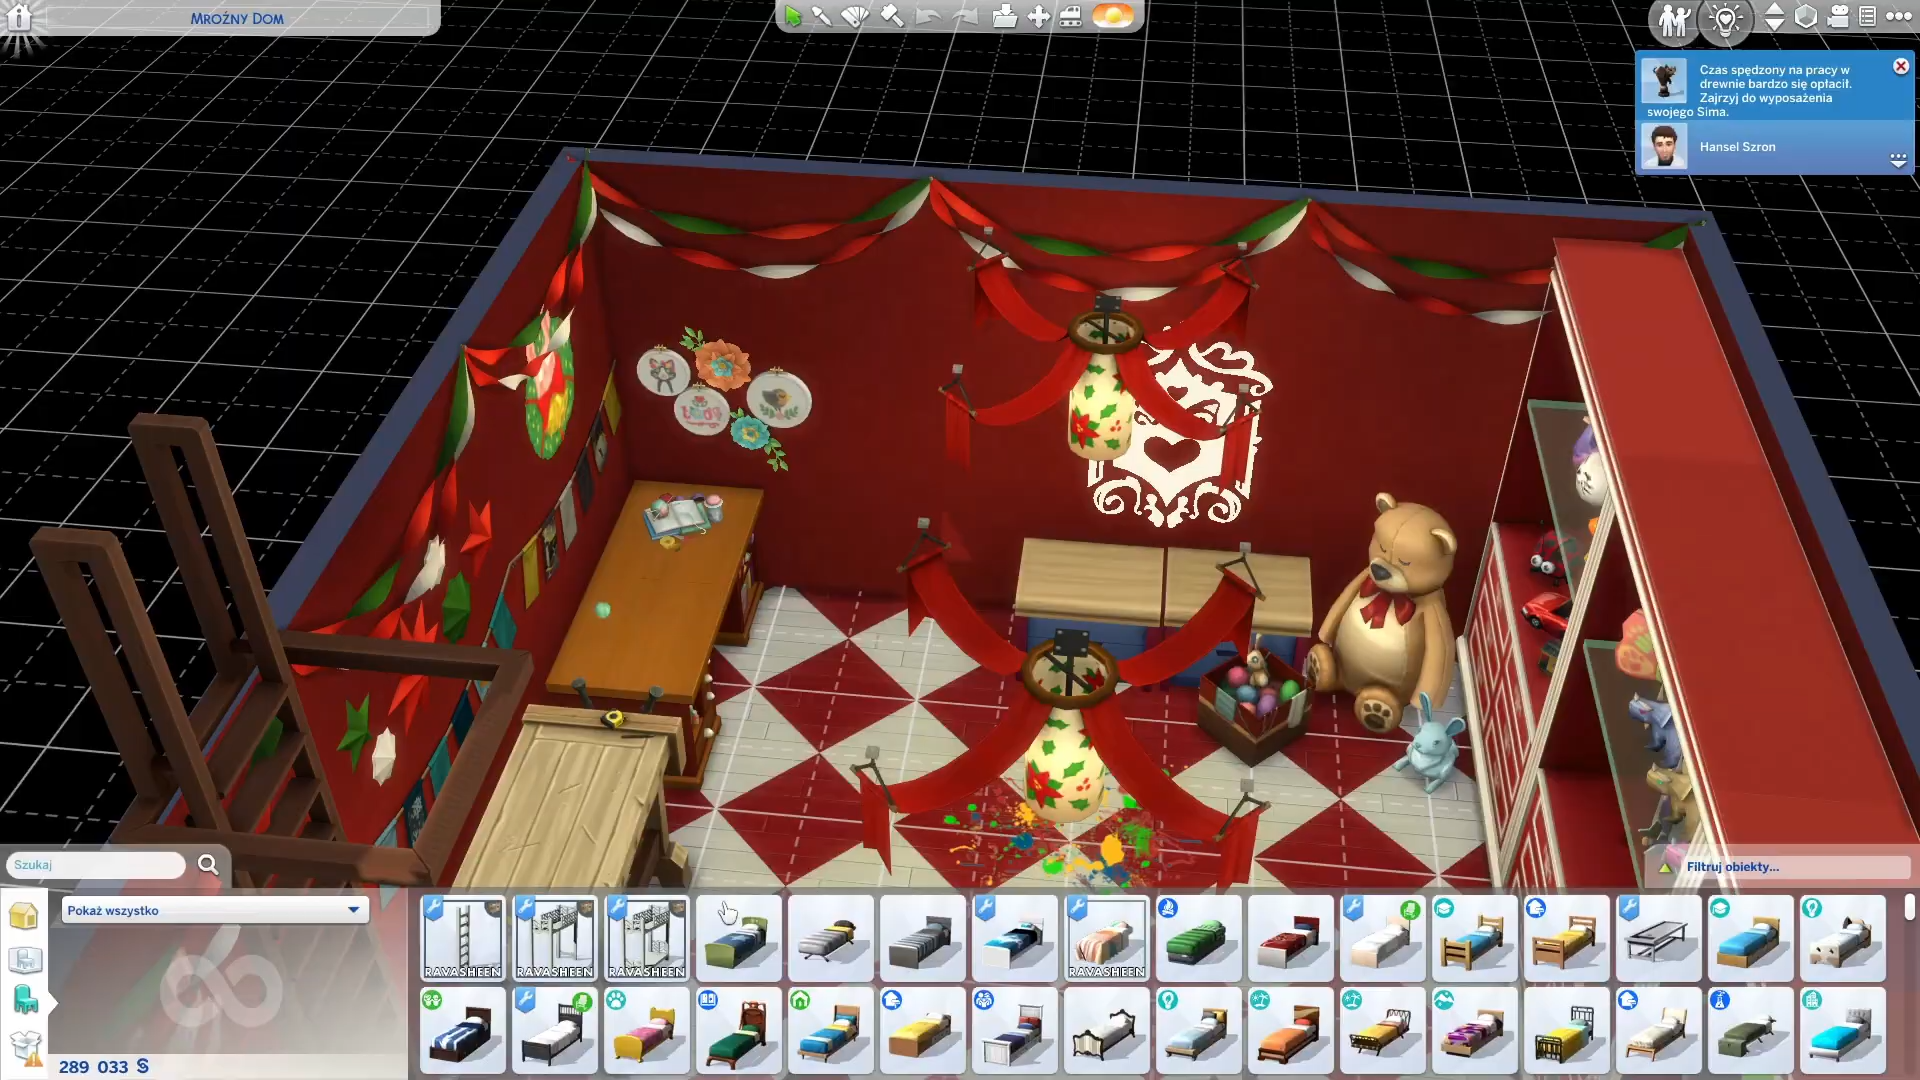 Mroźny Dom
Czas spędzony na pracy w
drewnie bardzo się opłacił.
Zajrzyj do wyposażenia
swojego Sima.
Hansel Szron
Szukaj
Filtruj obiekty...
Pokaż wszystko
RAVASHEEN
RAVASHEEN
RAVASHEEN
RAVASHEEN
289 033 S